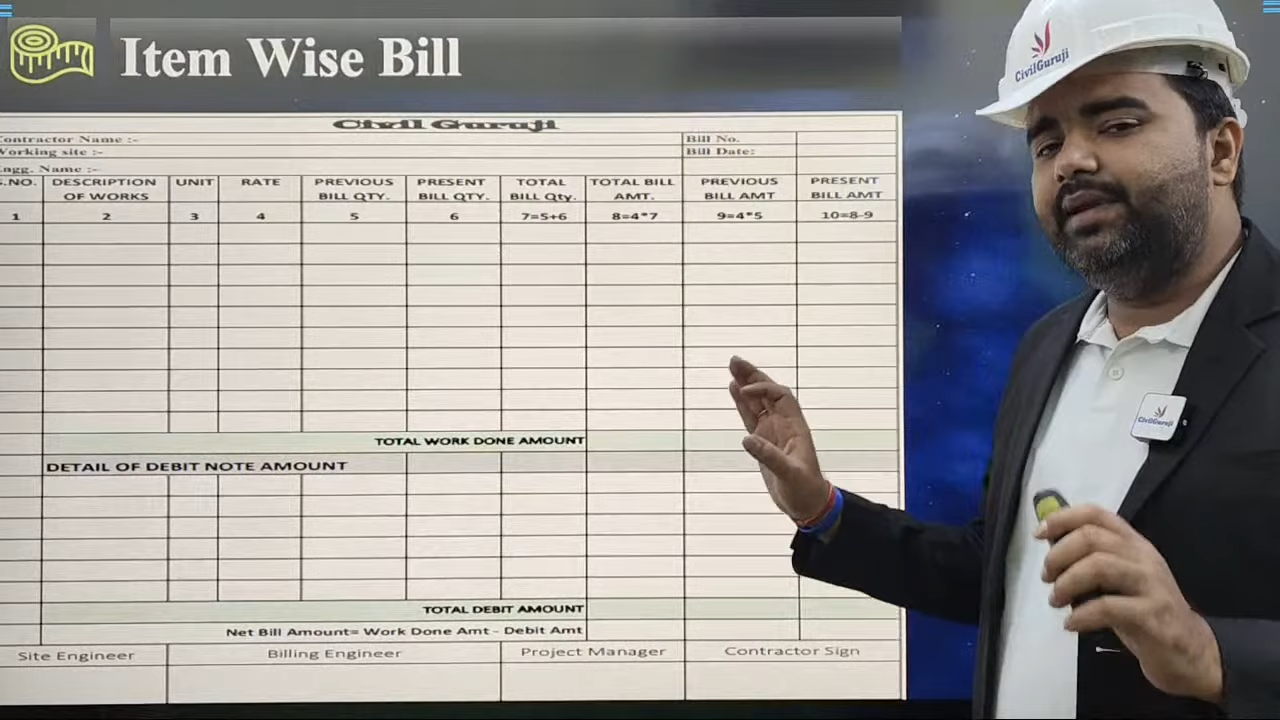 Item Wise Bill
Civil Guruji
Contractor Name :-
Bill No.
Working site :-
Bill Date:
Engg. Name :-
S.NO. DESCRIPTION OF WORKS UNIT RATE PREVIOUS BILL QTY. PRESENT BILL QTY. TOTAL BILL Qty. TOTAL BILL AMT. PREVIOUS BILL AMT PRESENT BILL AMT
1 2 3 4 5 6 7=5+6 8=4*7 9=4*5 10=8-9
TOTAL WORK DONE AMOUNT
DETAIL OF DEBIT NOTE AMOUNT
TOTAL DEBIT AMOUNT
Net Bill Amount= Work Done Amt - Debit Amt
Site Engineer Billing Engineer Project Manager Contractor Sign
CivilGuruji
CivilGuruji